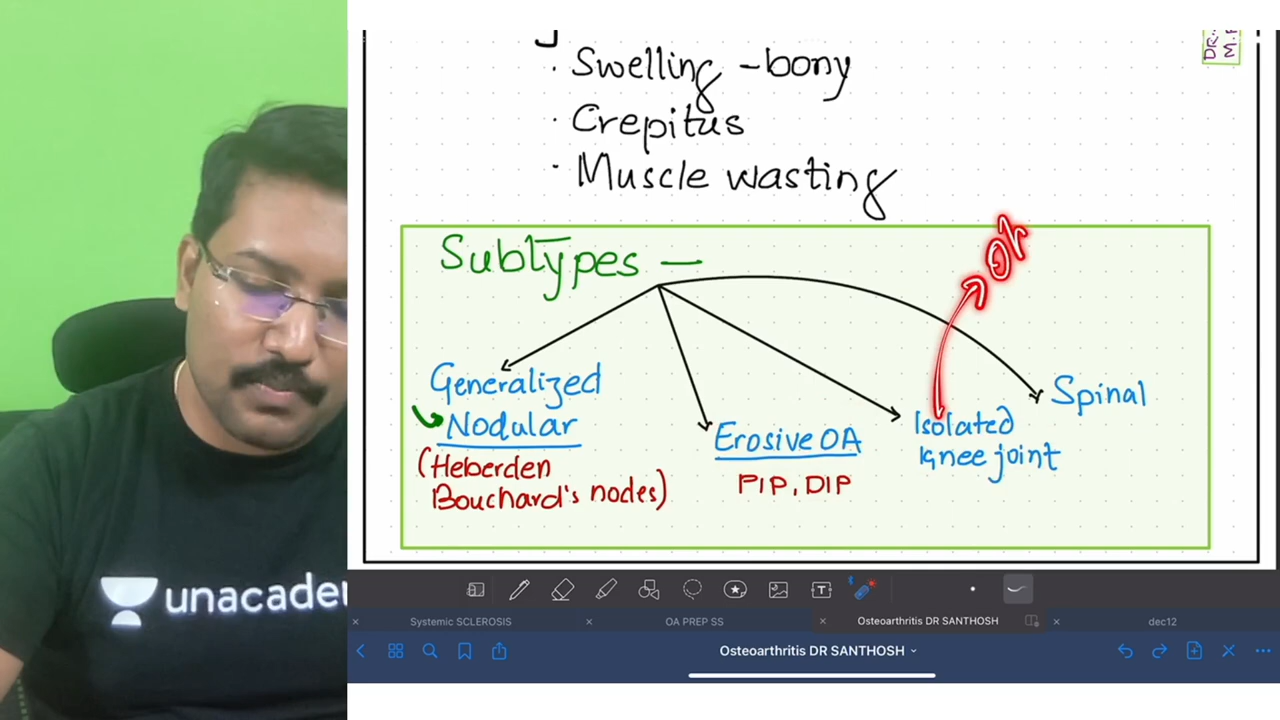 DR.
· Swelling - bony
· Crepitus
· Muscle wasting
Subtypes —
Generalized
Nodular
(Heberden
Bouchard's nodes)
Erosive OA
PIP, DIP
Isolated
knee joint
Spinal
unacade
Systemic SCLEROSIS
OA PREP SS
Osteoarthritis DR SANTHOSH
dec12
Osteoarthritis DR SANTHOSH